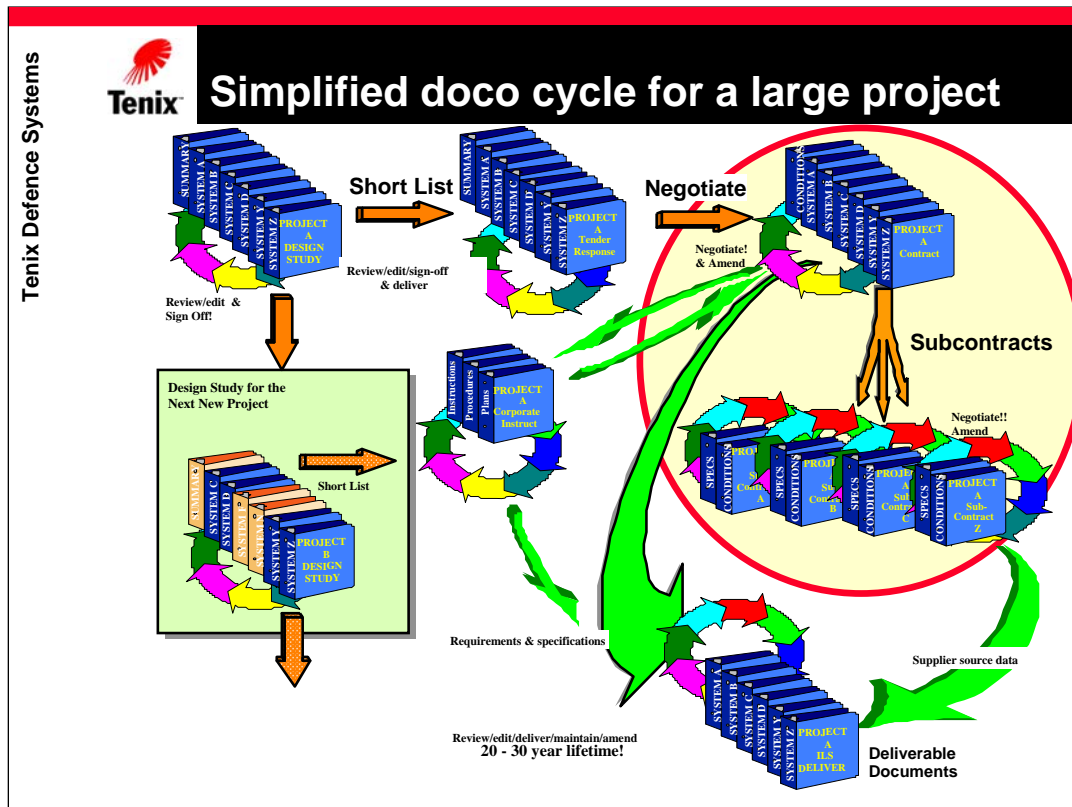 Tenix Defence Systems
Tenix
Simplified doco cycle for a large project
SUMMARY
SYSTEM A
SYSTEM B
SYSTEM C
SYSTEM D
SYSTEM Y
SYSTEM Z
PROJECT
A DESIGN
STUDY
Short List
SUMMARY
SYSTEM A
SYSTEM B
SYSTEM C
SYSTEM D
SYSTEM Z
PROJECT
A
Tender
Response
Negotiate
CONDITIONS
SYSTEM A
SYSTEM B
SYSTEM C
SYSTEM D
SYSTEM Z
PROJECT
A
Contract
Review/edit &
Sign Off!
Review/edit/sign-off
& deliver
Negotiate!
& Amend
Subcontracts
Design Study for the
Next New Project
Short List
SYSTEM C
SYSTEM D
SYSTEM Y
SYSTEM Z
PROJECT
B
DESIGN
STUDY
Instructions
Procedures
Plans
PROJECT
A
Corporate
Instruct
Negotiate!!
Amend
SPECS
CONDITIONS
PROJECT
A
SPECS
CONDITIONS
PROJECT
B
SPECS
CONDITIONS
PROJECT
A Sub
Contract
C
SPECS
CONDITIONS
PROJECT
A
Sub-
Contract
Z
Requirements & specifications
Supplier source data
SYSTEM A
SYSTEM B
SYSTEM C
SYSTEM D
SYSTEM Y
SYSTEM Z
PROJECT
A
ILS
DELIVER
Review/edit/deliver/maintain/amend
20 - 30 year lifetime!
Deliverable
Documents